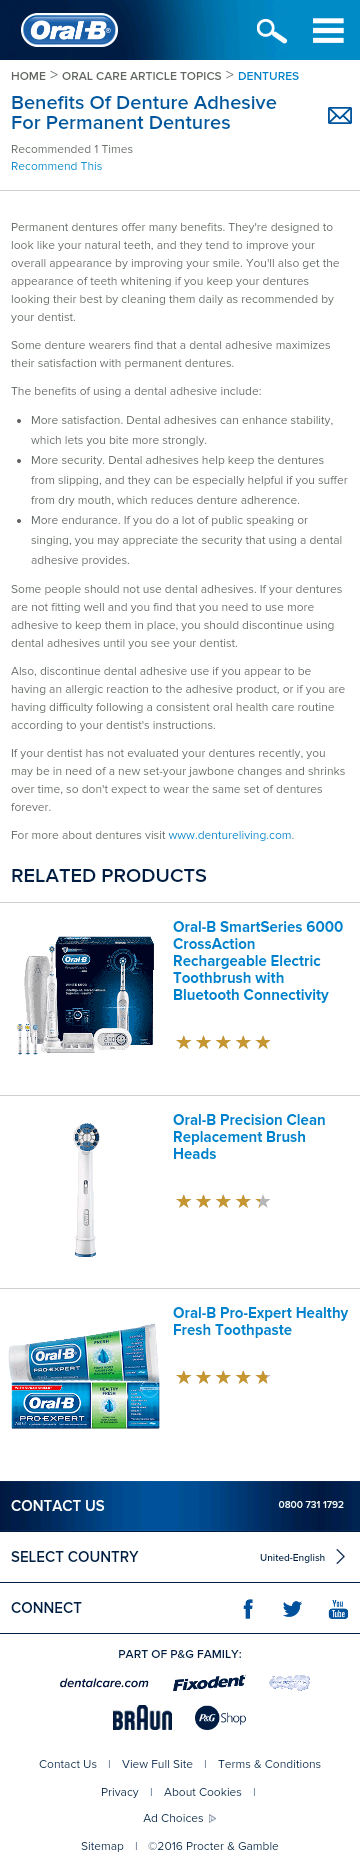 Oral-B
HOME > ORAL CARE ARTICLE TOPICS > DENTURES
Benefits Of Denture Adhesive
For Permanent Dentures
Recommended 1 Times
Recommend This
Permanent dentures offer many benefits. They're designed to
look like your natural teeth, and they tend to improve your
overall appearance by improving your smile. You'll also get the
appearance of teeth whitening if you keep your dentures
looking their best by cleaning them daily as recommended by
your dentist.
Some denture wearers find that a dental adhesive maximizes
their satisfaction with permanent dentures.
The benefits of using a dental adhesive include:
• More satisfaction. Dental adhesives can enhance stability,
which lets you bite more strongly.
• More security. Dental adhesives help keep the dentures
from slipping, and they can be especially helpful if you suffer
from dry mouth, which reduces denture adherence.
• More endurance. If you do a lot of public speaking or
singing, you may appreciate the security that using a dental
adhesive provides.
Some people should not use dental adhesives. If your dentures
are not fitting well and you find that you need to use more
adhesive to keep them in place, you should discontinue using
dental adhesives until you see your dentist.
Also, discontinue dental adhesive use if you appear to be
having an allergic reaction to the adhesive product, or if you are
having difficulty following a consistent oral health care routine
according to your dentist's instructions.
If your dentist has not evaluated your dentures recently, you
may be in need of a new set-your jawbone changes and shrinks
over time, so don't expect to wear the same set of dentures
forever.
For more about dentures visit www.dentureliving.com.
RELATED PRODUCTS
Oral-B
Oral-B SmartSeries 6000
CrossAction
Rechargeable Electric
Toothbrush with
Bluetooth Connectivity
Oral-B Precision Clean
Replacement Brush
Heads
Oral-B
PRO-EXPERT
HEALTHY
FRESH
Oral-B
PRO-EXPERT
Oral-B Pro-Expert Healthy
Fresh Toothpaste
CONTACT US
0800 731 1792
SELECT COUNTRY
United-English
CONNECT
You
Tube
PART OF P&G FAMILY:
dentalcare.com
Fixodent
BRAUN
P&G Shop
Contact Us | View Full Site | Terms & Conditions
Privacy | About Cookies |
Ad Choices
Sitemap | ©2016 Procter & Gamble